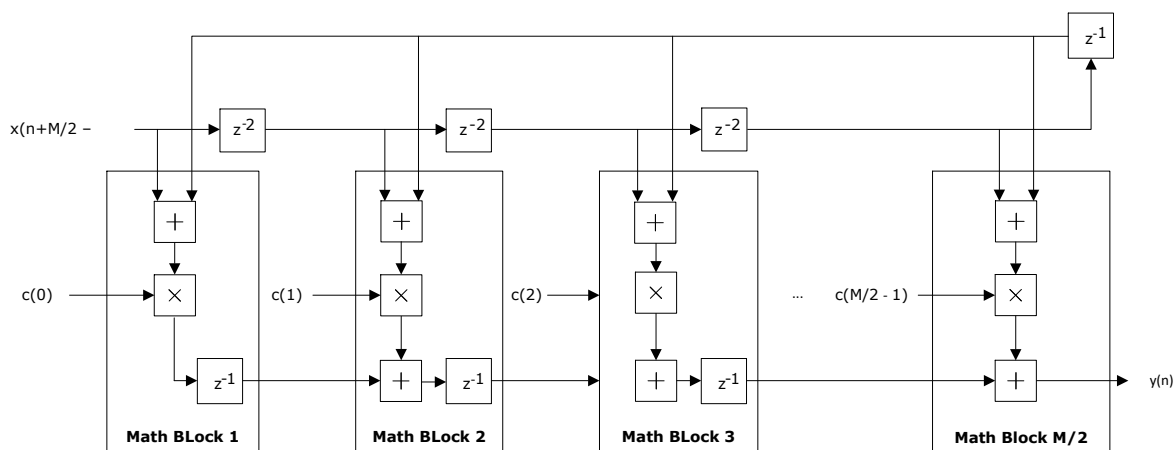 z-1
x(n+M/2 –
z-2
z-2
z-2
+
+
+
+
c(0)
×
c(1)
×
c(2)
×
...
c(M/2 - 1)
×
z-1
+
z-1
+
z-1
+
y(n)
Math BLock 1
Math BLock 2
Math BLock 3
Math Block M/2